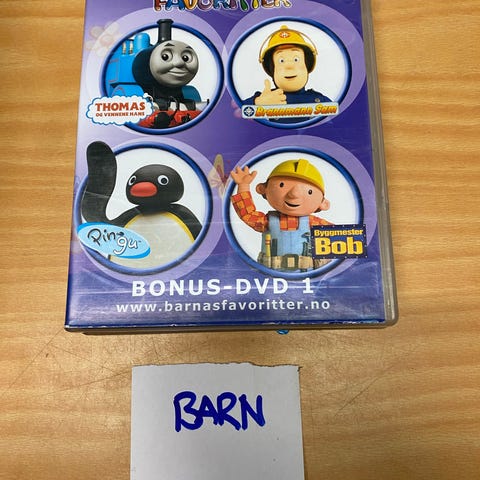 FAVORITTER
THOMAS
OG VENNENE HANS
Brannmann Sam
Pingu
Byggmester
Bob
BONUS-DVD 1
www.barnasfavoritter.no
BARN